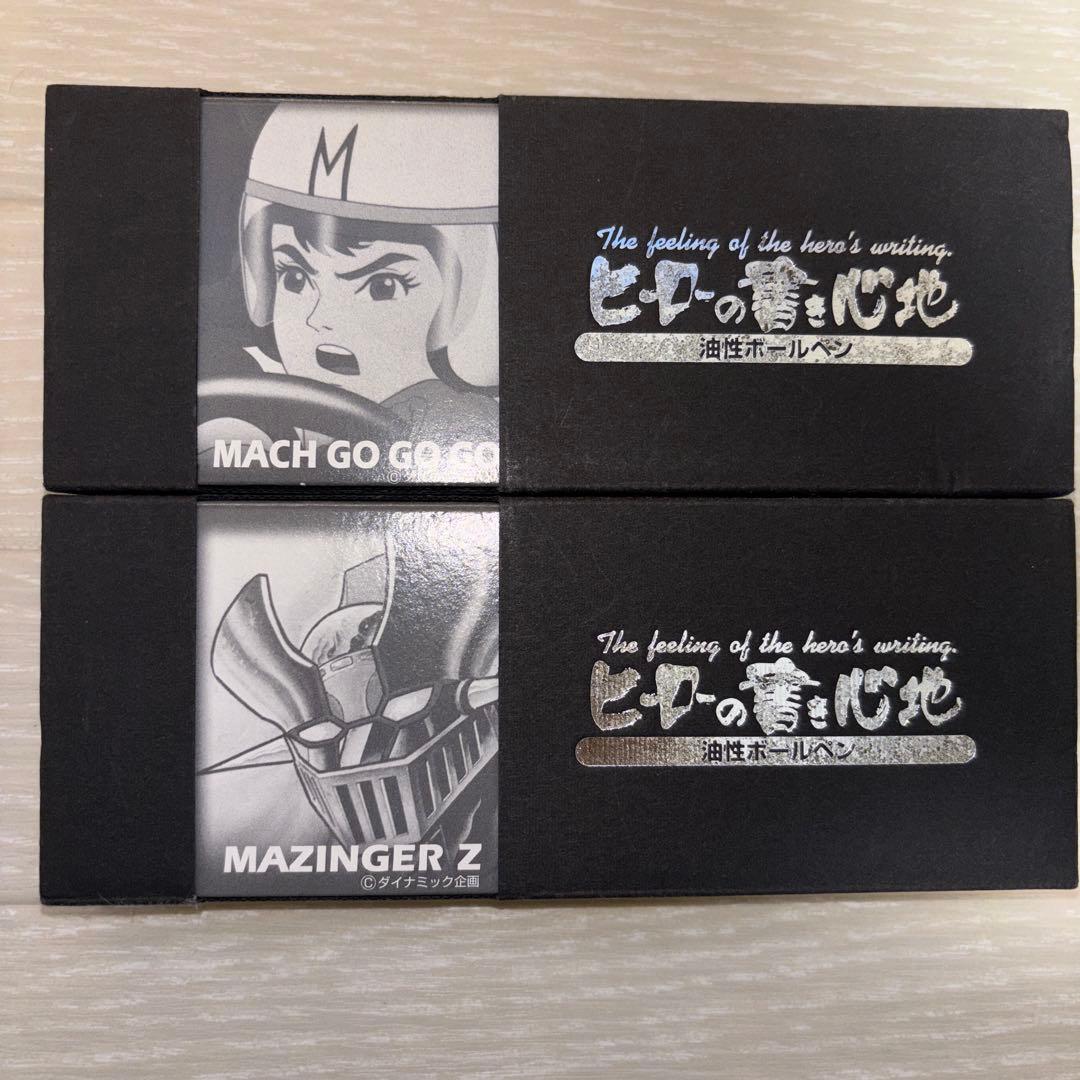 M
MACH GO GO GO
©
The feeling of the hero's writing.
ヒーローの書き心地
油性ボールペン
MAZINGER Z
©ダイナミック企画
The feeling of the hero's writing.
ヒーローの書き心地
油性ボールペン